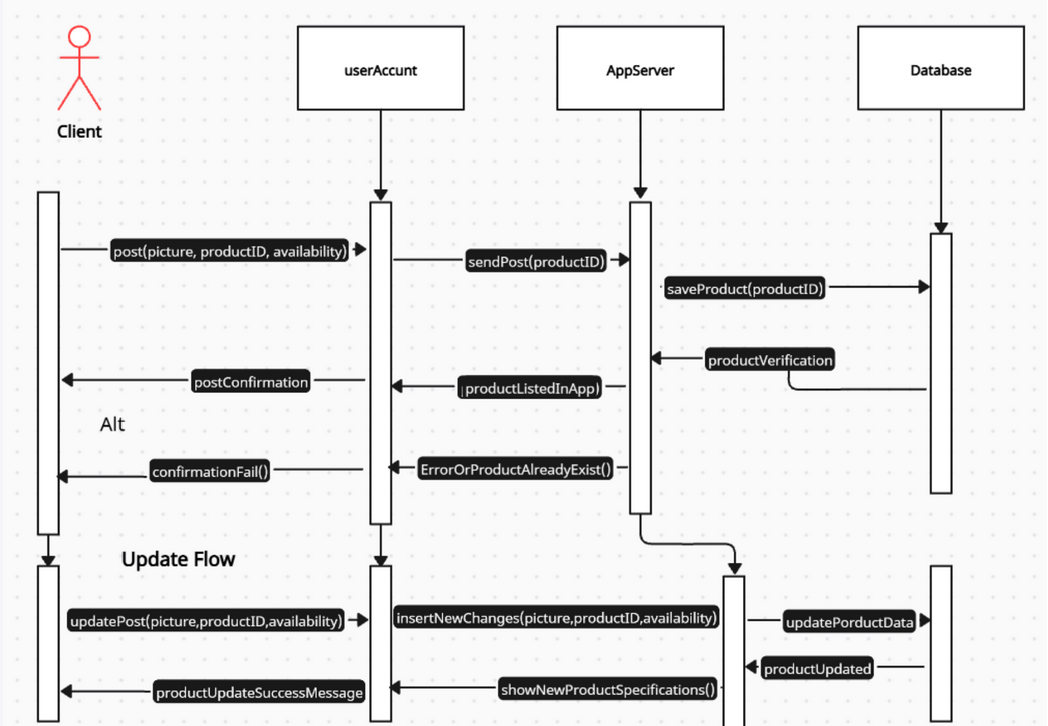 Client
userAccunt
AppServer
Database
post(picture, productID, availability)
sendPost(productID)
saveProduct(productID)
productVerification
postConfirmation
productListedInApp)
Alt
confirmationFail()
ErrorOrProductAlreadyExist()
Update Flow
updatePost(picture,productID,availability)
insertNewChanges(picture,productID,availability)
updatePorductData
productUpdated
productUpdateSuccessMessage
showNewProductSpecifications()